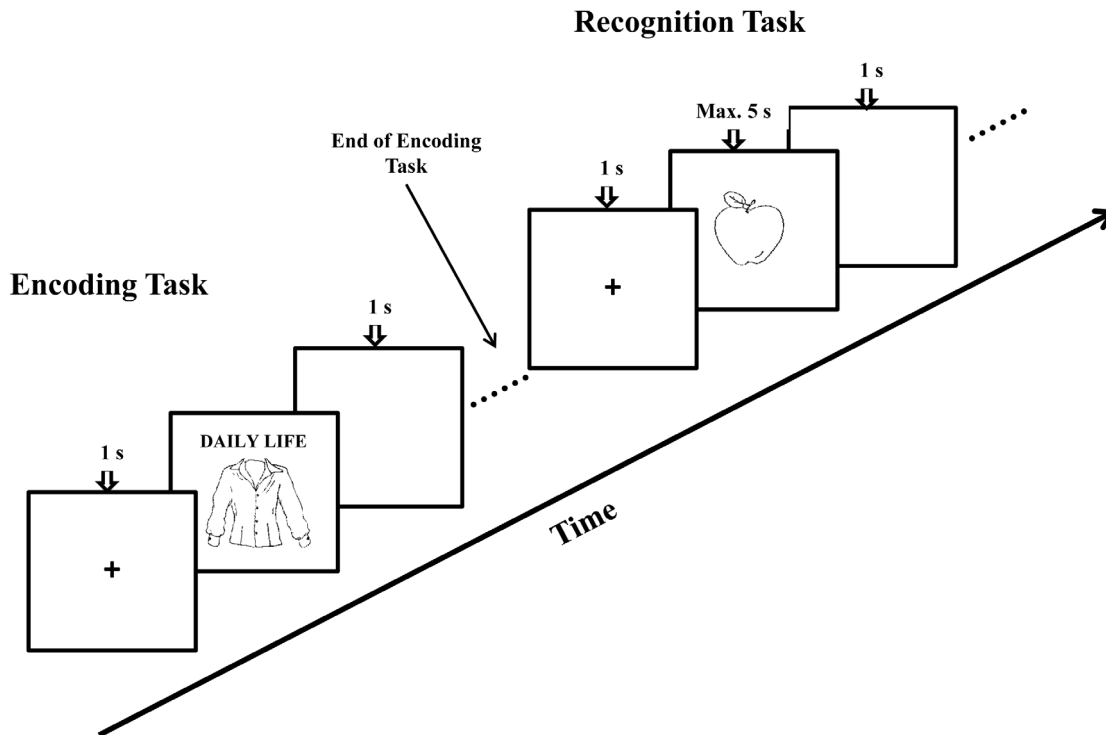 Recognition Task
1 s
Max. 5 s
End of Encoding
Task
1 s
+
Encoding Task
1 s
DAILY LIFE
1 s
+
Time